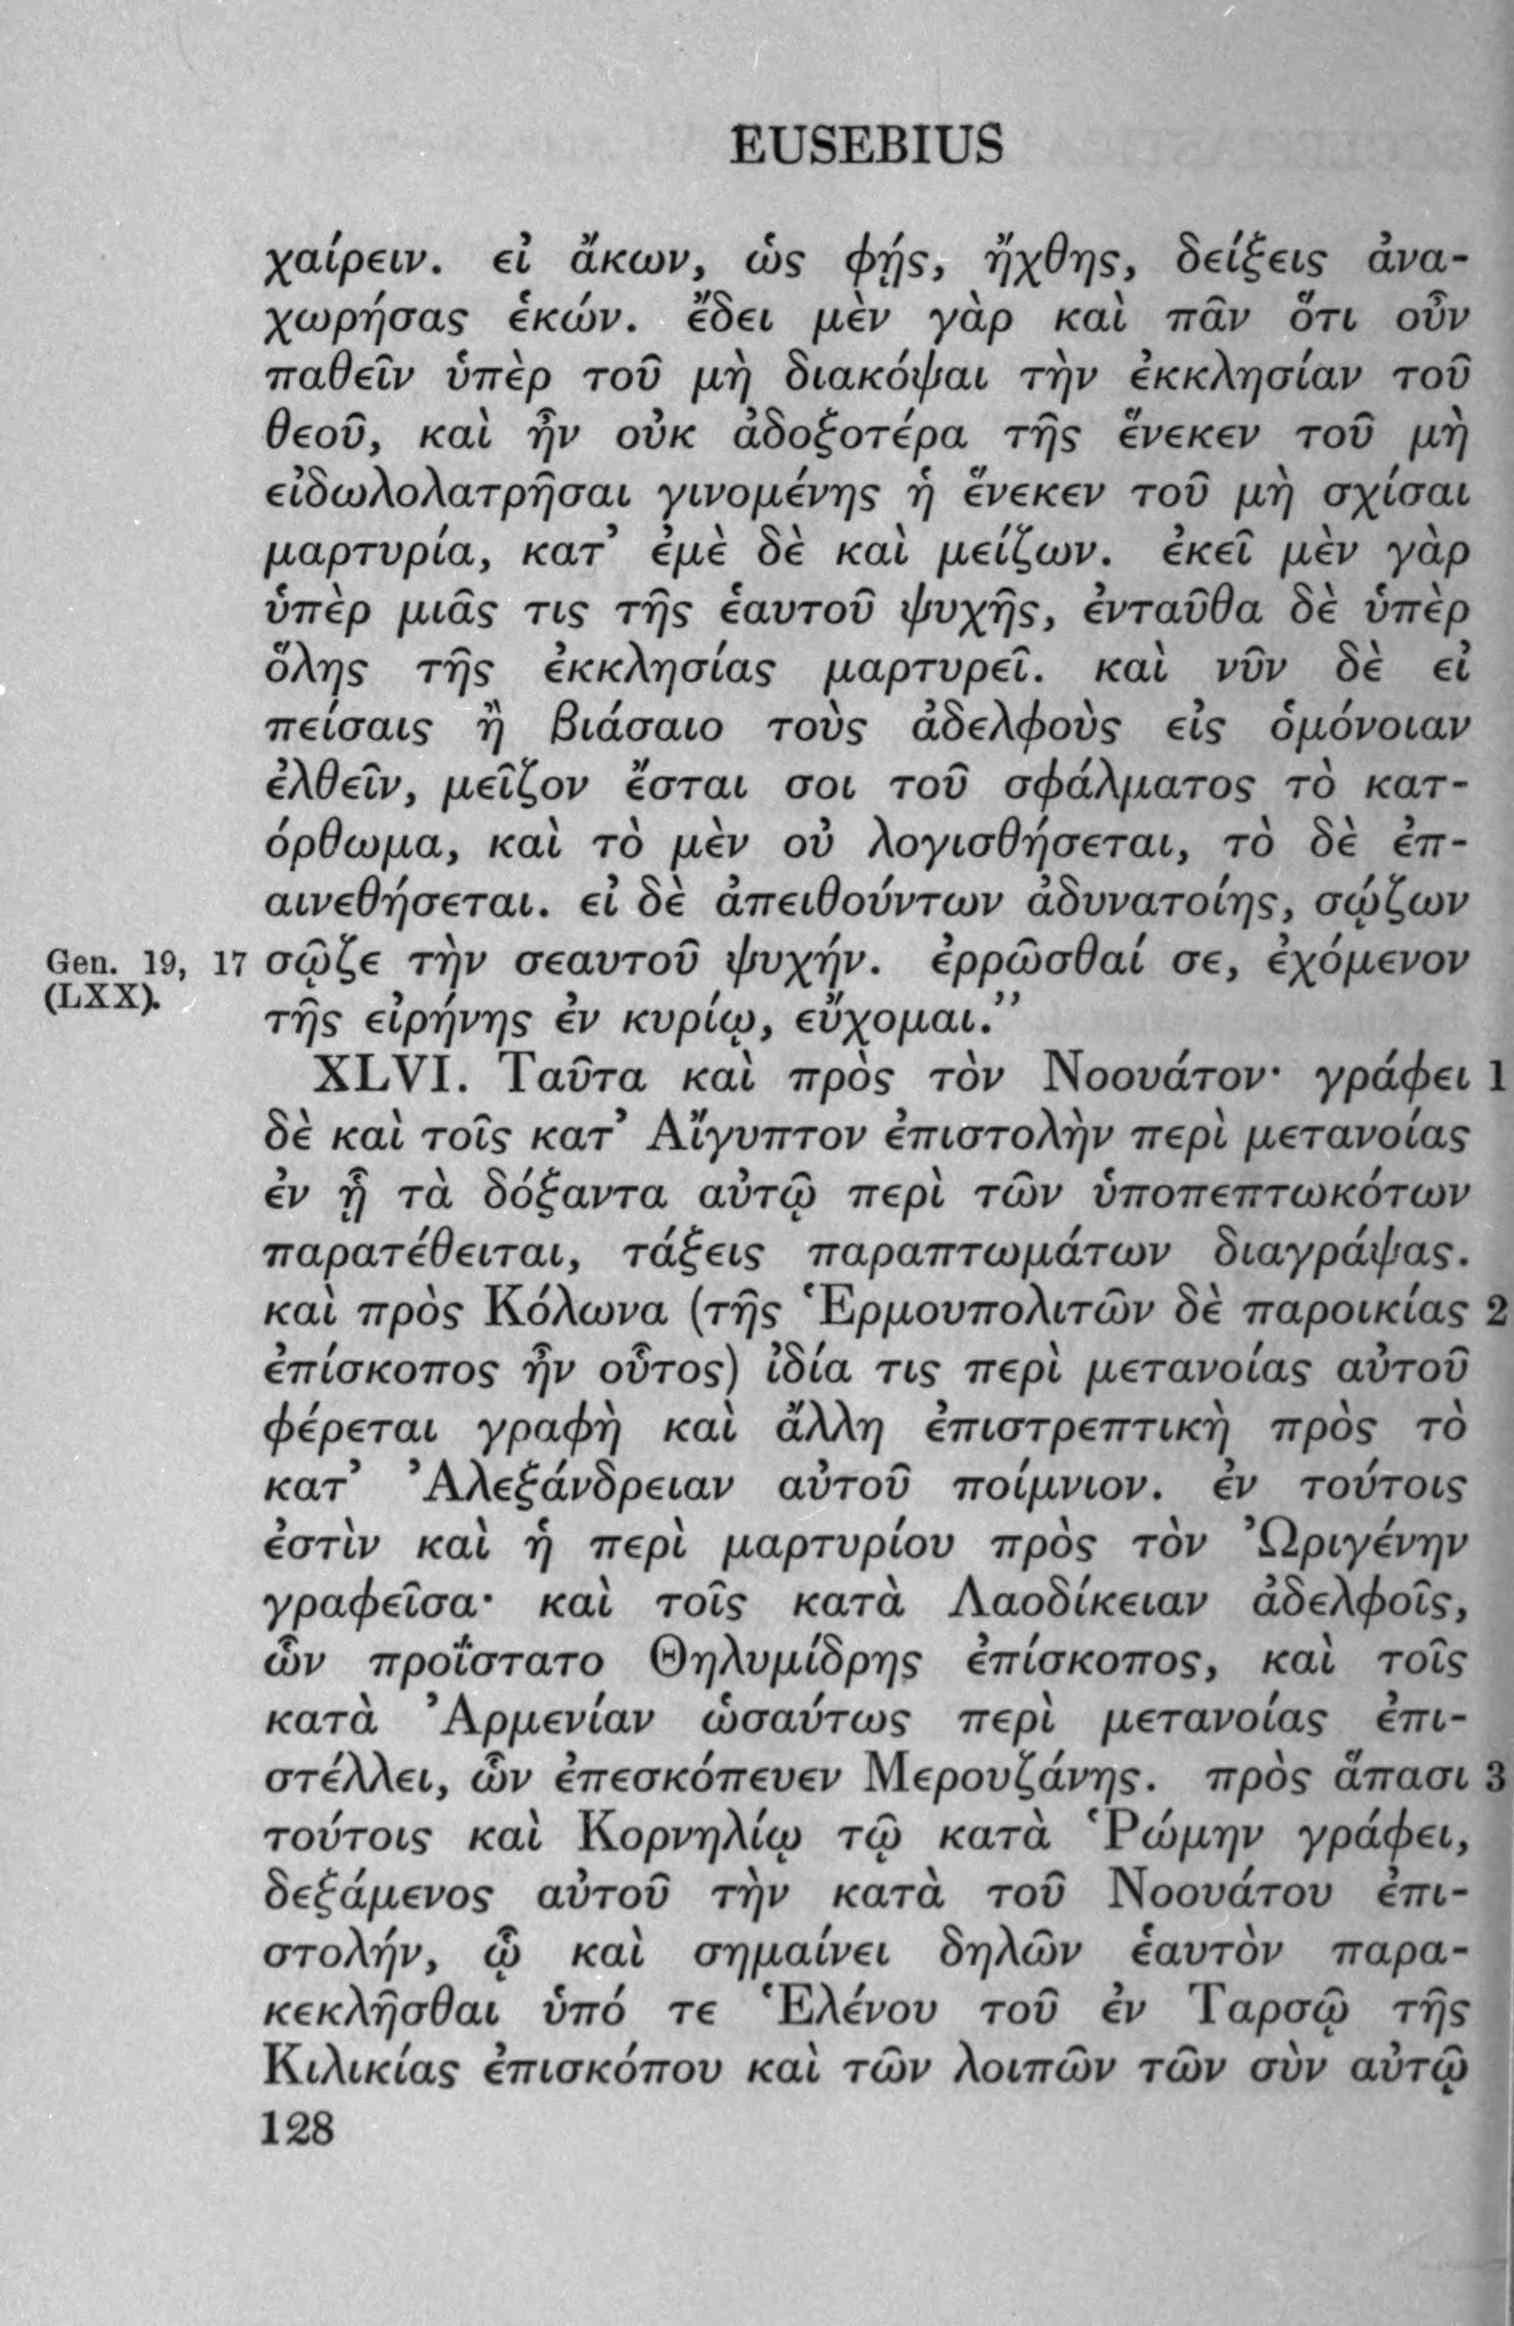 EUSEBIUS
χαίρειν. εἰ ἄκων, ὡς φῄς, ἤχθης, δείξεις ἀνα-
χωρήσας ἑκών. ἔδει μὲν γὰρ καὶ πᾶν ὅτι οὖν
παθεῖν ὑπὲρ τοῦ μὴ διακόψαι τὴν ἐκκλησίαν τοῦ
θεοῦ, καὶ ἦν οὐκ ἀδοξοτέρα τῆς ἕνεκεν τοῦ μὴ
εἰδωλολατρῆσαι γινομένης ἡ ἕνεκεν τοῦ μὴ σχίσαι
μαρτυρία, κατ’ ἐμὲ δὲ καὶ μείζων. ἐκεῖ μὲν γὰρ
ὑπὲρ μιᾶς τις τῆς ἑαυτοῦ ψυχῆς, ἐνταῦθα δὲ ὑπὲρ
ὅλης τῆς ἐκκλησίας μαρτυρεῖ. καὶ νῦν δὲ εἰ
πείσαις ἢ βιάσαιο τοὺς ἀδελφοὺς εἰς ὁμόνοιαν
ἐλθεῖν, μεῖζον ἔσται σοι τοῦ σφάλματος τὸ κατ-
όρθωμα, καὶ τὸ μὲν οὐ λογισθήσεται, τὸ δὲ ἐπ-
αινεθήσεται. εἰ δὲ ἀπειθούντων ἀδυνατοίης, σῴζων
Gen. 19, 17 σῷζε τὴν σεαυτοῦ ψυχήν. ἐρρῶσθαί σε, ἐχόμενον
(LXX). τῆς εἰρήνης ἐν κυρίῳ, εὔχομαι.”
XLVI. Ταῦτα καὶ πρὸς τὸν Νοουάτον· γράφει 1
δὲ καὶ τοῖς κατ’ Αἴγυπτον ἐπιστολὴν περὶ μετανοίας
ἐν ᾗ τὰ δόξαντα αὐτῷ περὶ τῶν ὑποπεπτωκότων
παρατέθειται, τάξεις παραπτωμάτων διαγράψας.
καὶ πρὸς Κόλωνα (τῆς Ἑρμουπολιτῶν δὲ παροικίας 2
ἐπίσκοπος ἦν οὗτος) ἰδία τις περὶ μετανοίας αὐτοῦ
φέρεται γραφὴ καὶ ἄλλη ἐπιστρεπτικὴ πρὸς τὸ
κατ’ Ἀλεξάνδρειαν αὐτοῦ ποίμνιον. ἐν τούτοις
ἐστὶν καὶ ἡ περὶ μαρτυρίου πρὸς τὸν Ὠριγένην
γραφεῖσα· καὶ τοῖς κατὰ Λαοδίκειαν ἀδελφοῖς,
ὧν προΐστατο Θηλυμίδρης ἐπίσκοπος, καὶ τοῖς
κατὰ Ἀρμενίαν ὡσαύτως περὶ μετανοίας ἐπι-
στέλλει, ὧν ἐπεσκόπευεν Μερουζάνης. πρὸς ἅπασι 3
τούτοις καὶ Κορνηλίῳ τῷ κατὰ Ῥώμην γράφει,
δεξάμενος αὐτοῦ τὴν κατὰ τοῦ Νοουάτου ἐπι-
στολήν, ᾧ καὶ σημαίνει δηλῶν ἑαυτὸν παρα-
κεκλῆσθαι ὑπό τε Ἑλένου τοῦ ἐν Ταρσῷ τῆς
Κιλικίας ἐπισκόπου καὶ τῶν λοιπῶν τῶν σὺν αὐτῷ
128